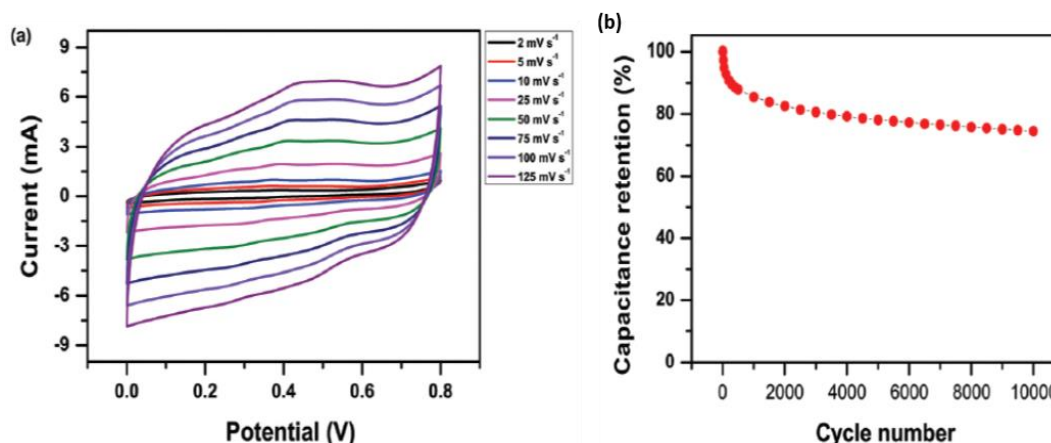 (a)
9
6
3
0
-3
-6
-9
Current (mA)
0.0 0.2 0.4 0.6 0.8
Potential (V)
2 mV s⁻¹
5 mV s⁻¹
10 mV s⁻¹
25 mV s⁻¹
50 mV s⁻¹
75 mV s⁻¹
100 mV s⁻¹
125 mV s⁻¹
(b)
100
80
60
40
20
0
Capacitance retention (%)
0 2000 4000 6000 8000 10000
Cycle number